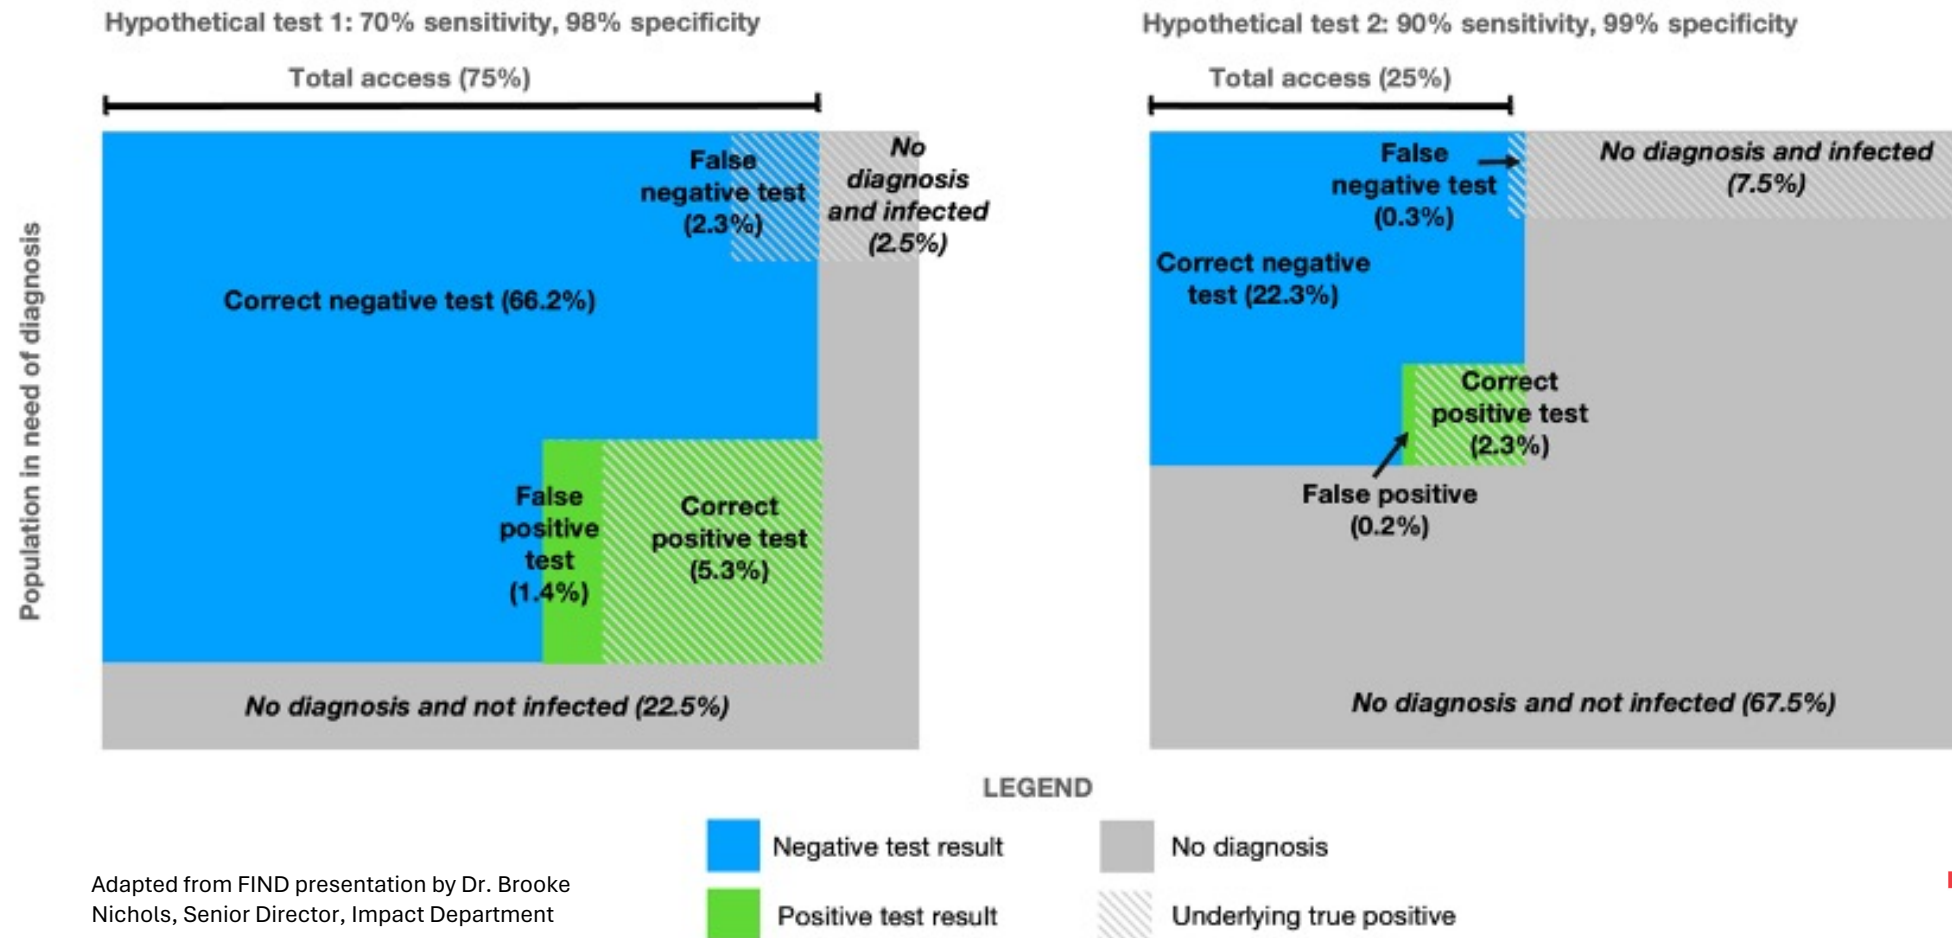 Hypothetical test 1: 70% sensitivity, 98% specificity
Total access (75%)
Population in need of diagnosis
False
negative test
(2.3%)
No
diagnosis
and infected
(2.5%)
Correct negative test (66.2%)
False
positive
test
(1.4%)
Correct
positive test
(5.3%)
No diagnosis and not infected (22.5%)
Hypothetical test 2: 90% sensitivity, 99% specificity
Total access (25%)
False
negative test
(0.3%)
No diagnosis and infected
(7.5%)
Correct negative
test (22.3%)
Correct
positive test
(2.3%)
False positive
(0.2%)
No diagnosis and not infected (67.5%)
LEGEND
Negative test result
No diagnosis
Positive test result
Underlying true positive
Adapted from FIND presentation by Dr. Brooke
Nichols, Senior Director, Impact Department